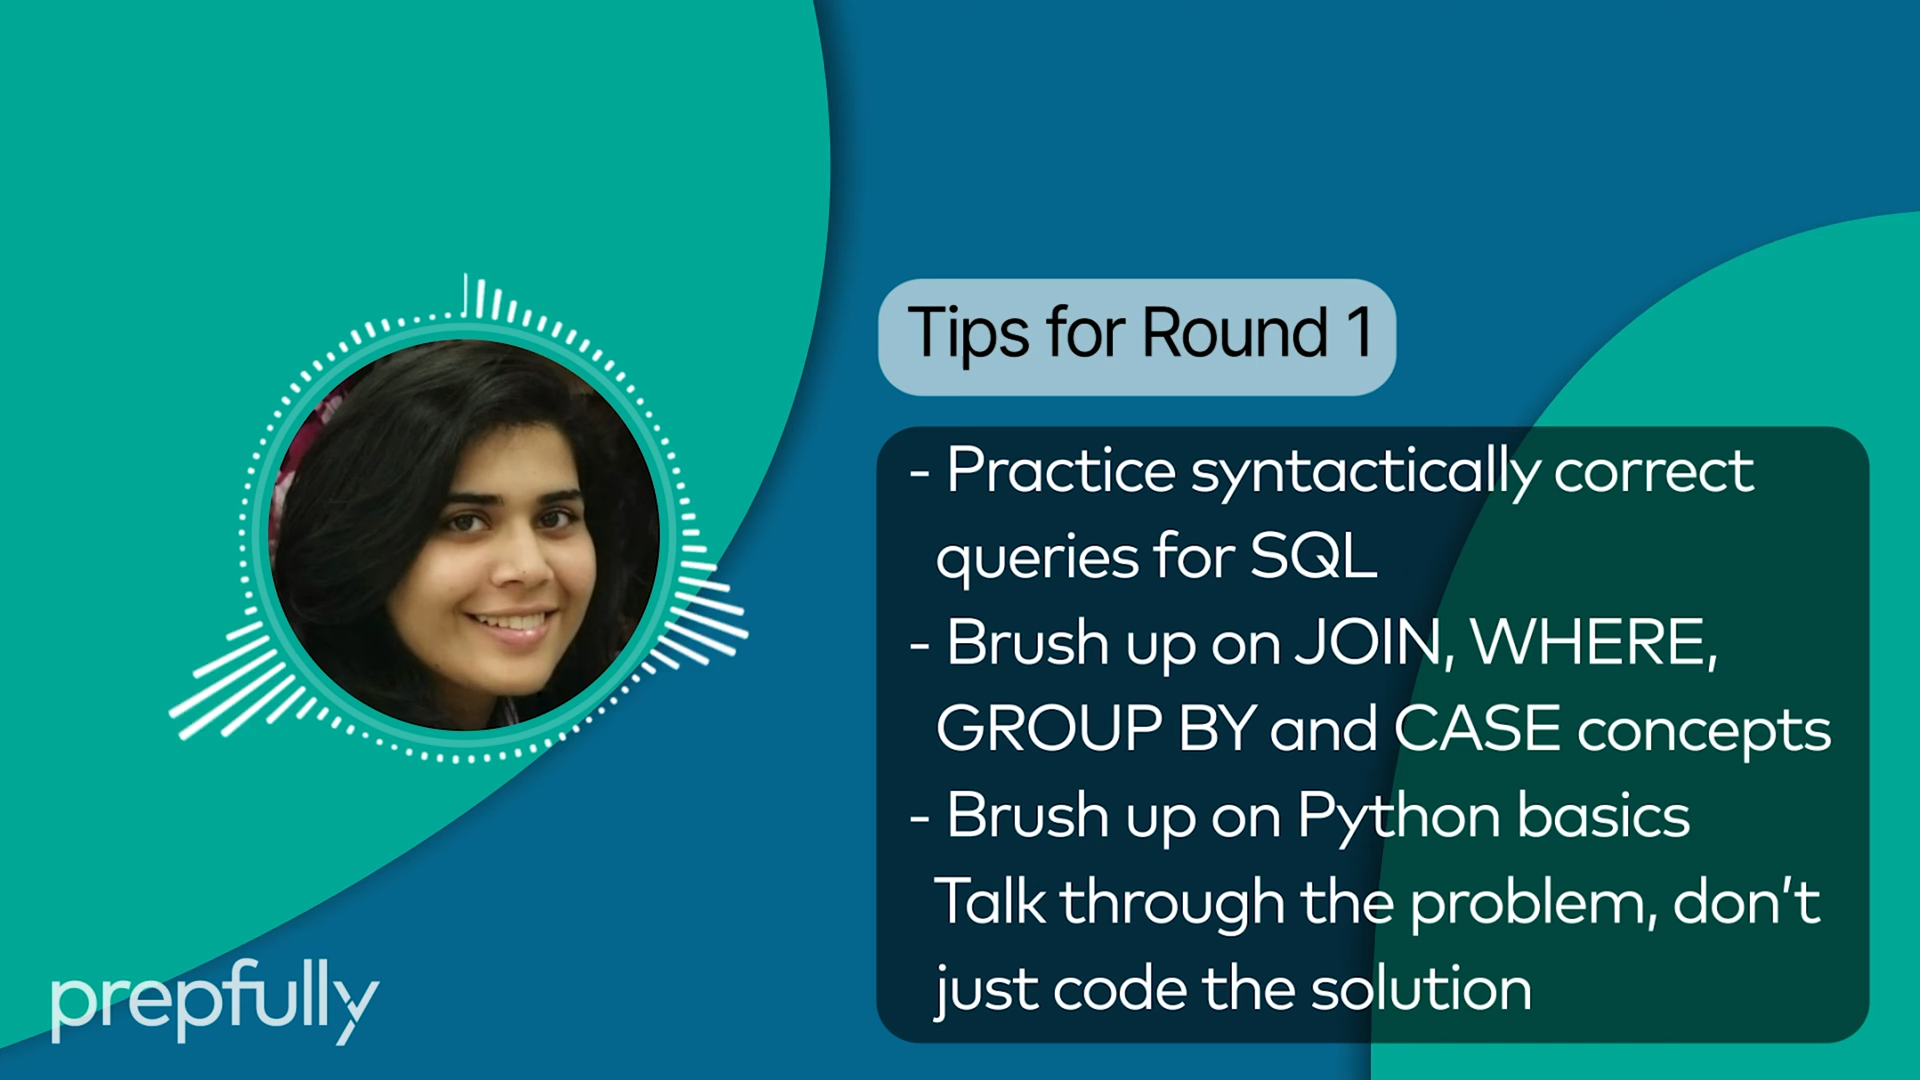 Tips for Round 1
- Practice syntactically correct
queries for SQL
- Brush up on JOIN, WHERE,
GROUP BY and CASE concepts
- Brush up on Python basics
Talk through the problem, don’t
just code the solution
prepfully